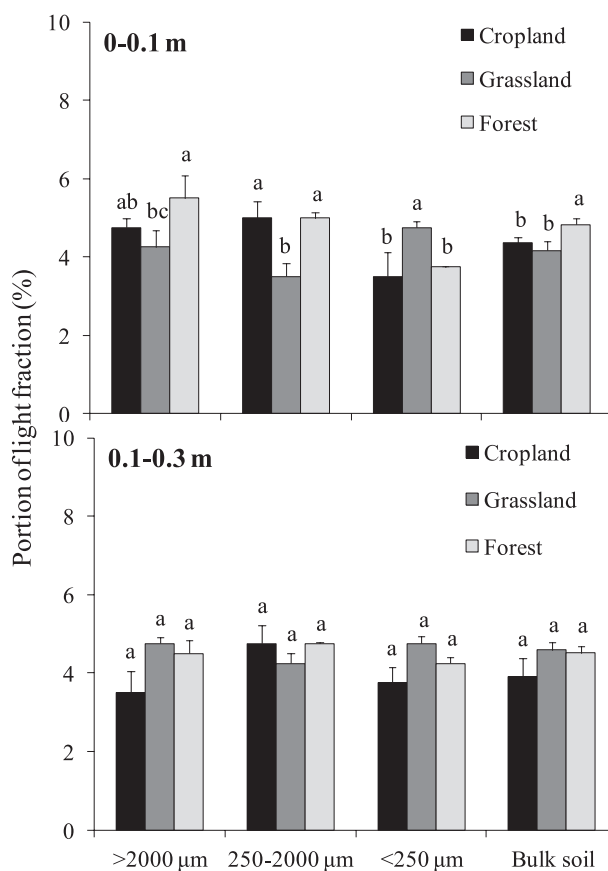 Portion of light fraction (%)
0-0.1 m
Cropland
Grassland
Forest
10
8
6
4
2
0
ab
bc
a
a
b
a
b
a
b
b
b
a
0.1-0.3 m
Cropland
Grassland
Forest
10
8
6
4
2
0
a
a
a
a
a
a
a
a
a
a
a
a
>2000 µm
250-2000 µm
<250 µm
Bulk soil